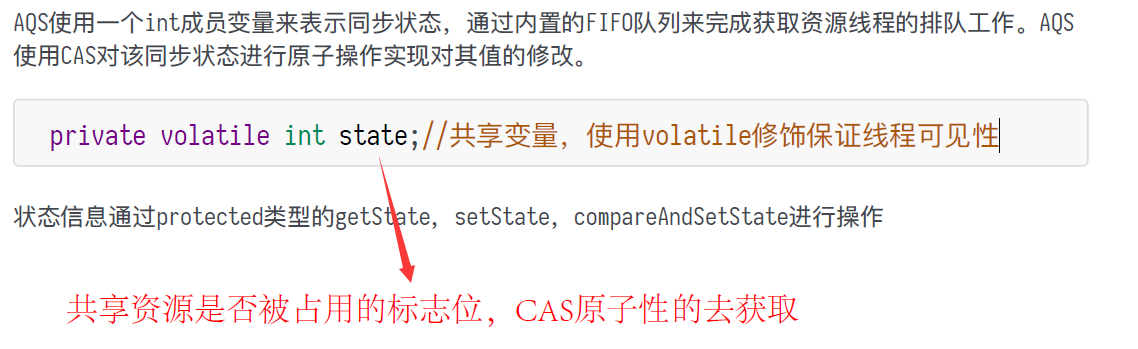 AQS使用一个int成员变量来表示同步状态，通过内置的FIFO队列来完成获取资源线程的排队工作。AQS
使用CAS对该同步状态进行原子操作实现对其值的修改。
private volatile int state;//共享变量，使用volatile修饰保证线程可见性
状态信息通过protected类型的getState，setState，compareAndSetState进行操作
共享资源是否被占用的标志位，CAS原子性的去获取